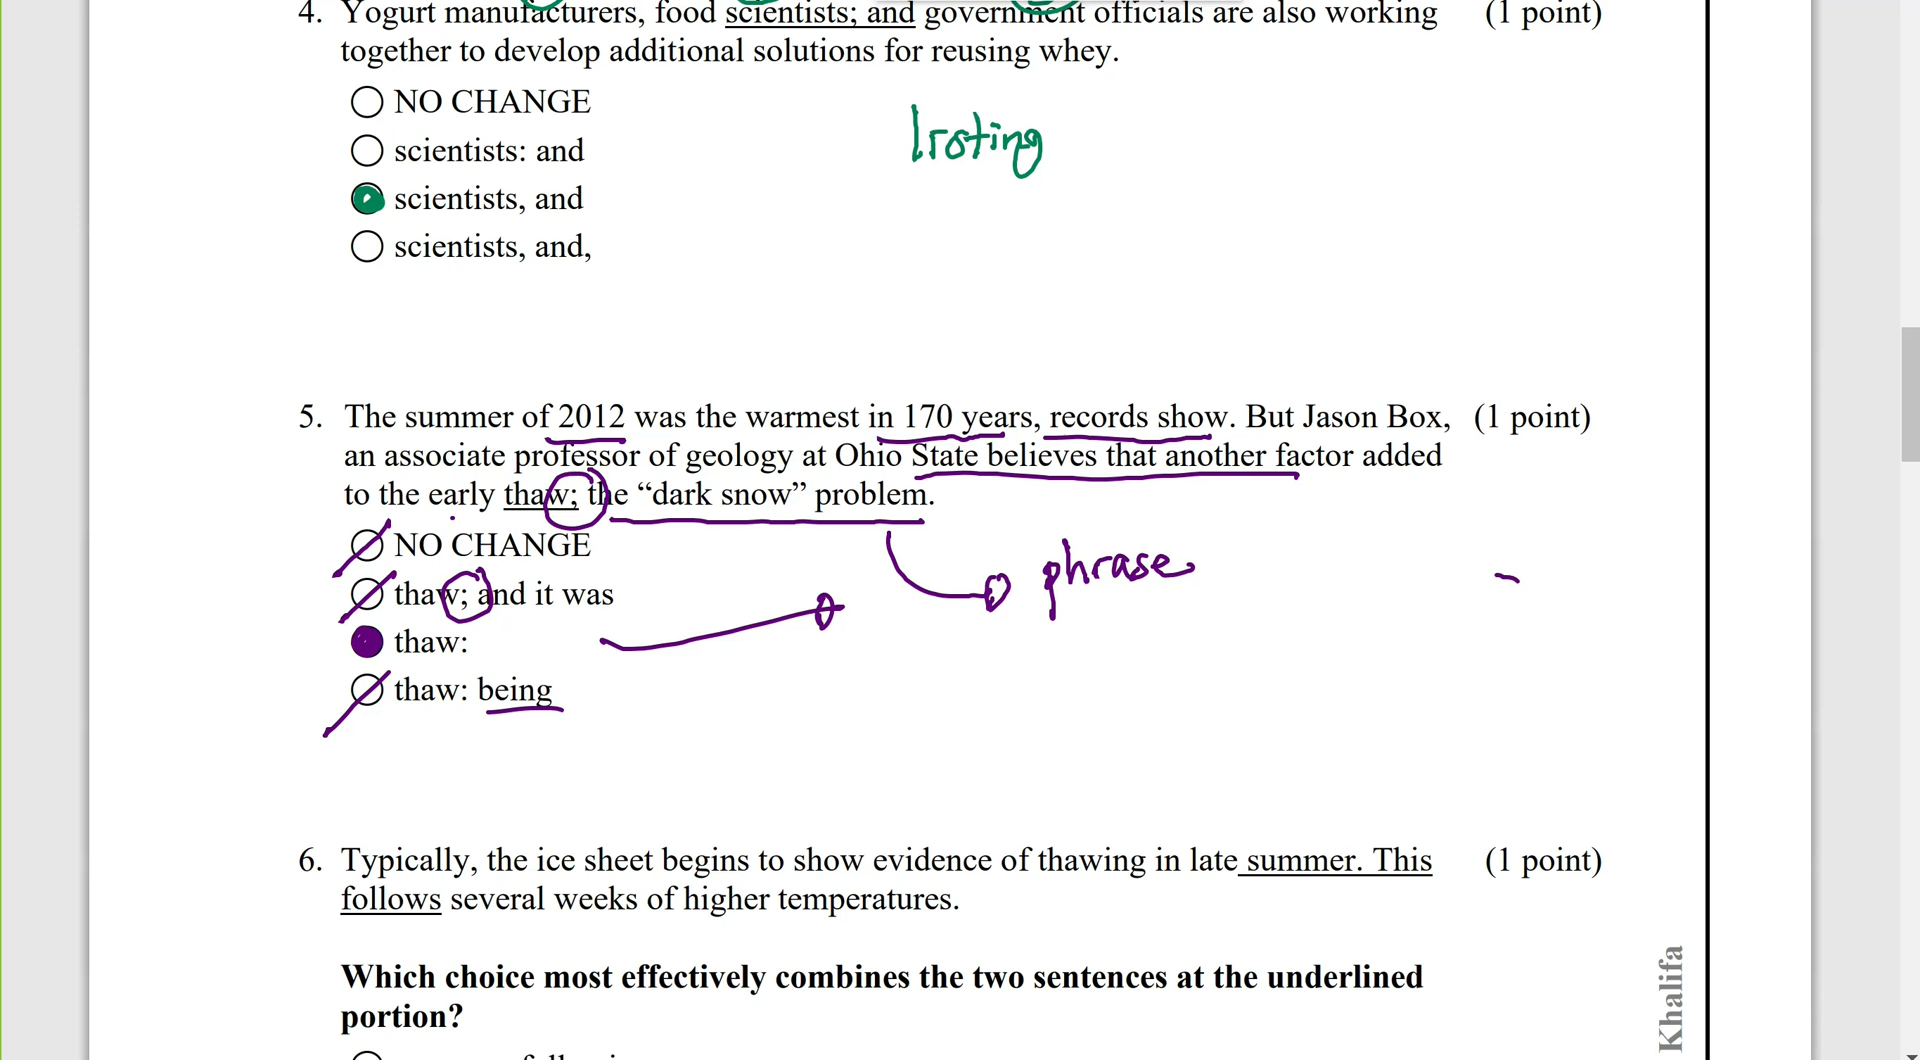 4. Yogurt manufacturers, food scientists; and government officials are also working (1 point)
together to develop additional solutions for reusing whey.
NO CHANGE
scientists: and
scientists, and
scientists, and,
5. The summer of 2012 was the warmest in 170 years, records show. But Jason Box, (1 point)
an associate professor of geology at Ohio State believes that another factor added
to the early thaw; the “dark snow” problem.
NO CHANGE
thaw; and it was
thaw:
thaw: being
phrase
6. Typically, the ice sheet begins to show evidence of thawing in late summer. This (1 point)
follows several weeks of higher temperatures.
Which choice most effectively combines the two sentences at the underlined
portion?
Khalifa